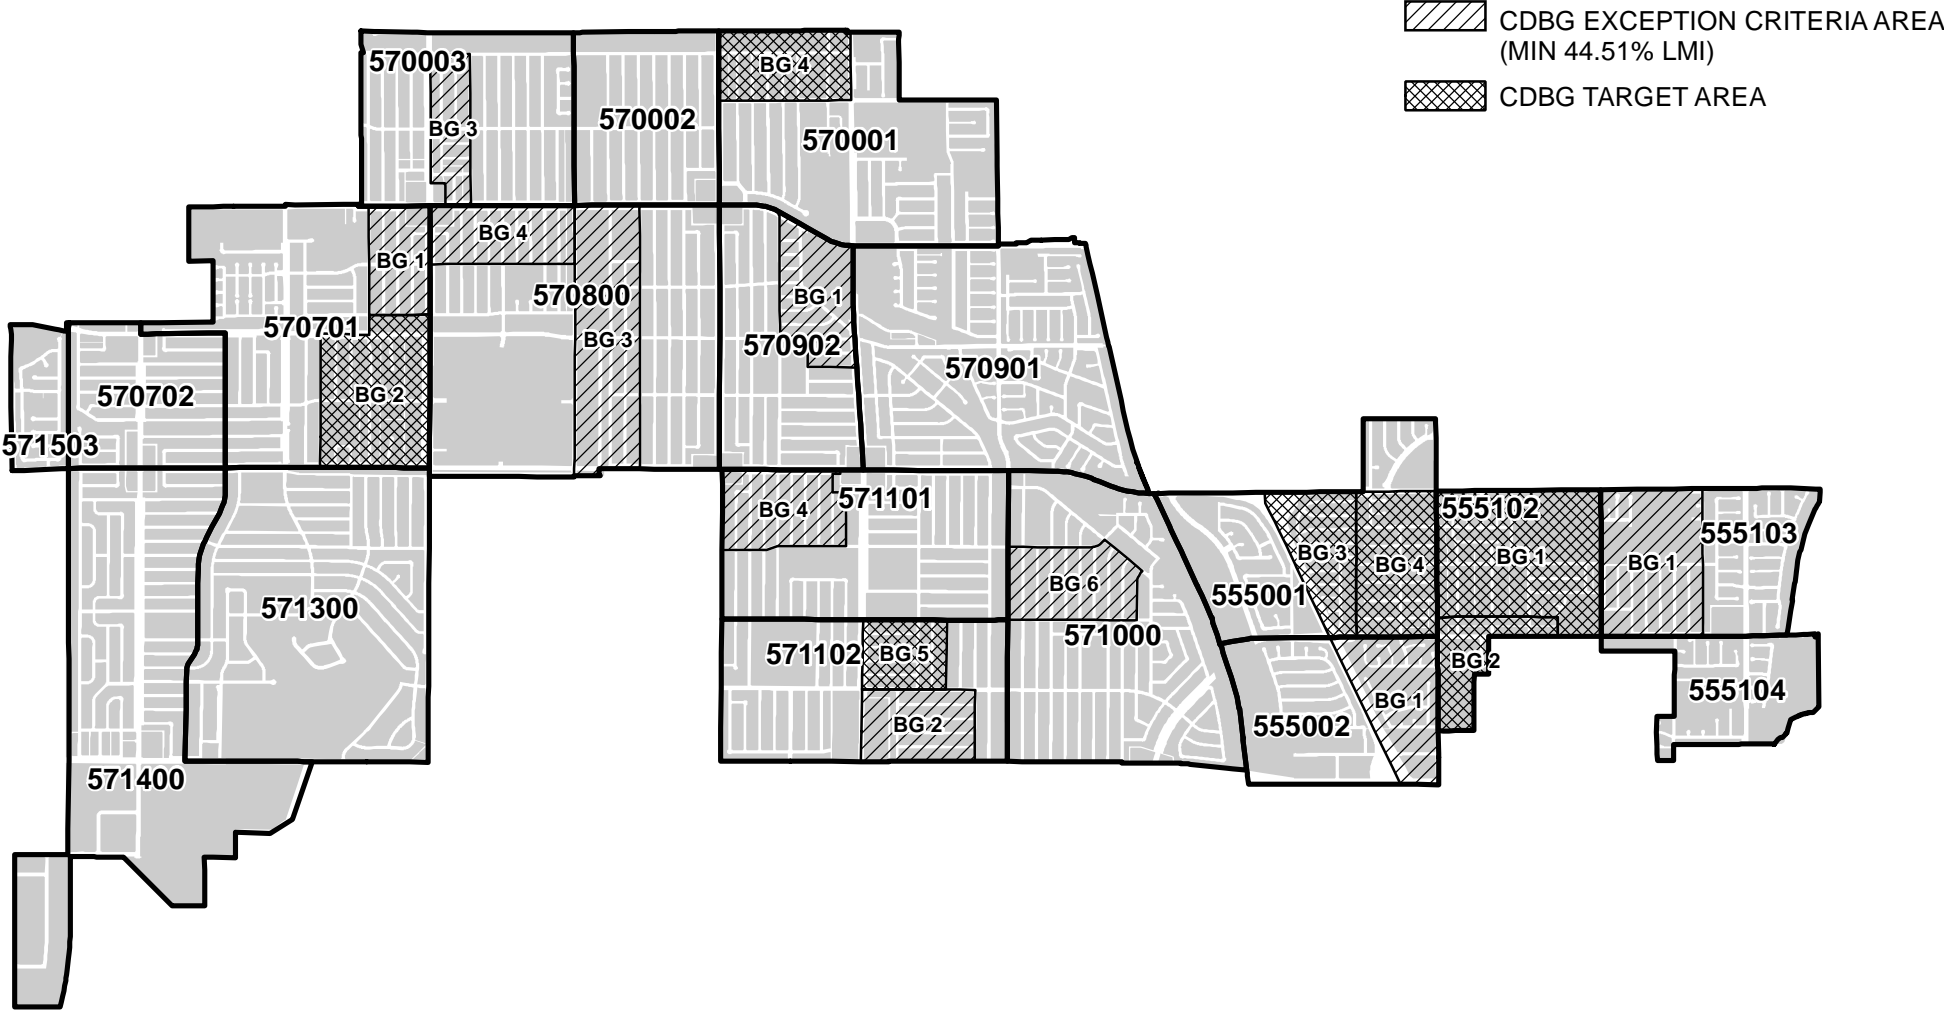 CDBG EXCEPTION CRITERIA AREA
(MIN 44.51% LMI)
CDBG TARGET AREA
570003
BG 3
570002
BG 4
570001
BG 1
BG 4
570800
BG 3
BG 1
570902
570901
570701
BG 2
570702
571503
571300
571400
BG 4
571101
BG 6
571000
571102
BG 5
BG 2
555001
BG 3
BG 4
555102
BG 1
BG 2
BG 1
555103
555002
BG 1
555104